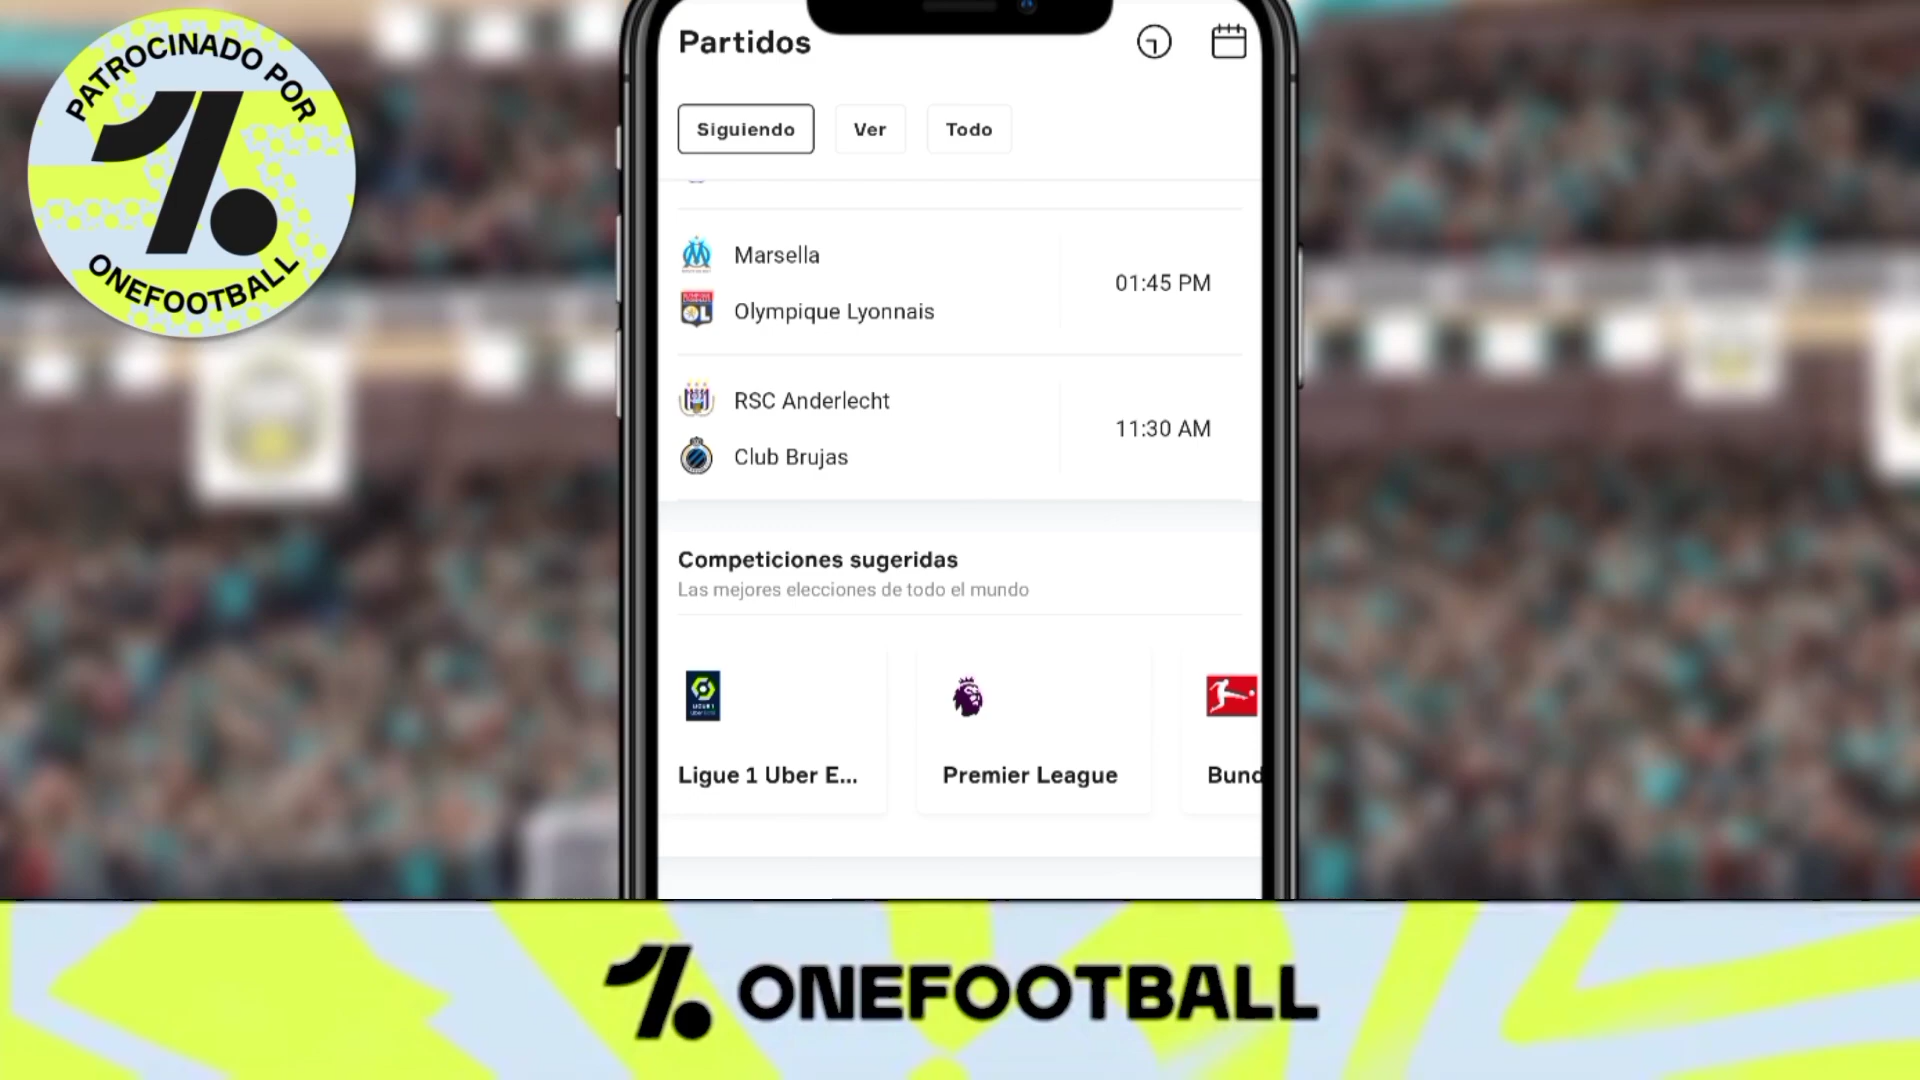 PATROCINADO POR
ONEFOOTBALL
Partidos
Siguiendo
Ver
Todo
Marsella
Olympique Lyonnais
01:45 PM
RSC Anderlecht
Club Brujas
11:30 AM
Competiciones sugeridas
Las mejores elecciones de todo el mundo
Ligue 1 Uber E...
Premier League
Bund
ONEFOOTBALL